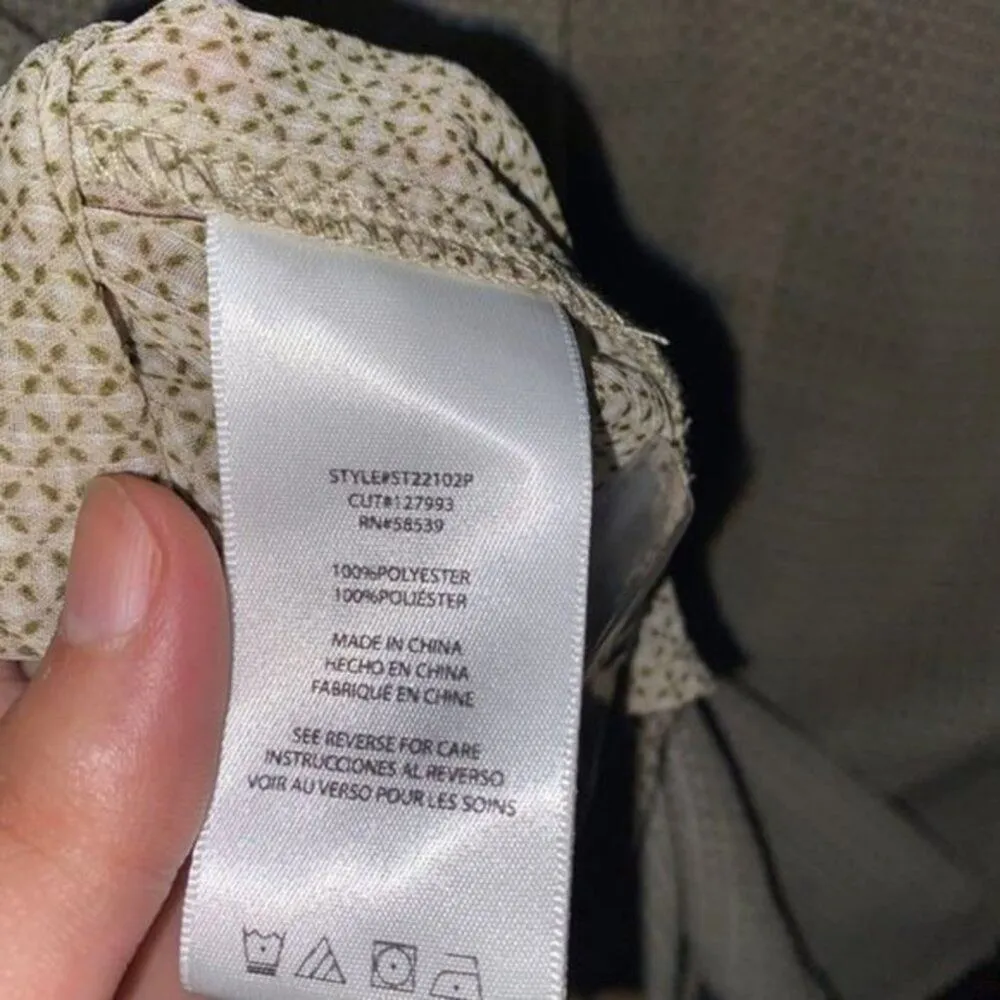 STYLE#ST22102P
CUT#127993
RN#58539
100%POLYESTER
100%POLIÉSTER
MADE IN CHINA
HECHO EN CHINA
FABRIQUÉ EN CHINE
SEE REVERSE FOR CARE
INSTRUCCIONES AL REVERSO
VOIR AU VERSO POUR LES SOINS